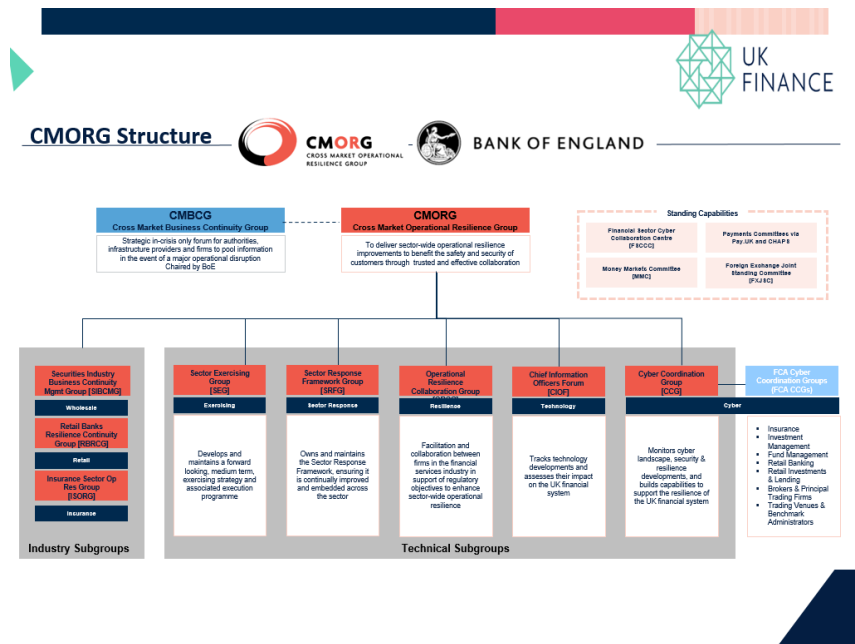 UK
FINANCE
CMORG Structure
CMORG
CROSS MARKET OPERATIONAL
RESILIENCE GROUP
BANK OF ENGLAND
CMBCG
Cross Market Business Continuity Group
Strategic in-crisis only forum for authorities,
infrastructure providers and firms to pool information
in the event of a major operational disruption
Chaired by BoE
CMORG
Cross Market Operational Resilience Group
To deliver sector-wide operational resilience
improvements to benefit the safety and security of
customers through trusted and effective collaboration
Standing Capabilities
Financial Sector Cyber
Collaboration Centre
[FSCCC]
Payments Committees via
Pay.UK and CHAPS
Money Markets Committee
[MMC]
Foreign Exchange Joint
Standing Committee
[FXJSC]
Securities Industry
Business Continuity
Mgmt Group [SIBCMG]
Wholesale
Retail Banks
Resilience Continuity
Group [RBRCG]
Retail
Insurance Sector Op
Res Group
[ISORG]
Insurance
Industry Subgroups
Sector Exercising
Group
[SEG]
Exercising
Develops and
maintains a forward
looking, medium term,
exercising strategy and
associated execution
programme
Sector Response
Framework Group
[SRFG]
Sector Response
Owns and maintains
the Sector Response
Framework, ensuring it
is continually improved
and embedded across
the sector
Operational
Resilience
Collaboration Group
Resilience
Facilitation and
collaboration between
firms in the financial
services industry in
support of regulatory
objectives to enhance
sector-wide operational
resilience
Chief Information
Officers Forum
[CIOF]
Technology
Tracks technology
developments and
assesses their impact
on the UK financial
system
Cyber Coordination
Group
[CCG]
Cyber
Monitors cyber
landscape, security &
resilience
developments, and
builds capabilities to
support the resilience of
the UK financial system
FCA Cyber
Coordination Groups
(FCA CCGs)
▪ Insurance
▪ Investment
Management
▪ Fund Management
▪ Retail Banking
▪ Retail Investments
& Lending
▪ Brokers & Principal
Trading Firms
▪ Trading Venues &
Benchmark
Administrators
Technical Subgroups